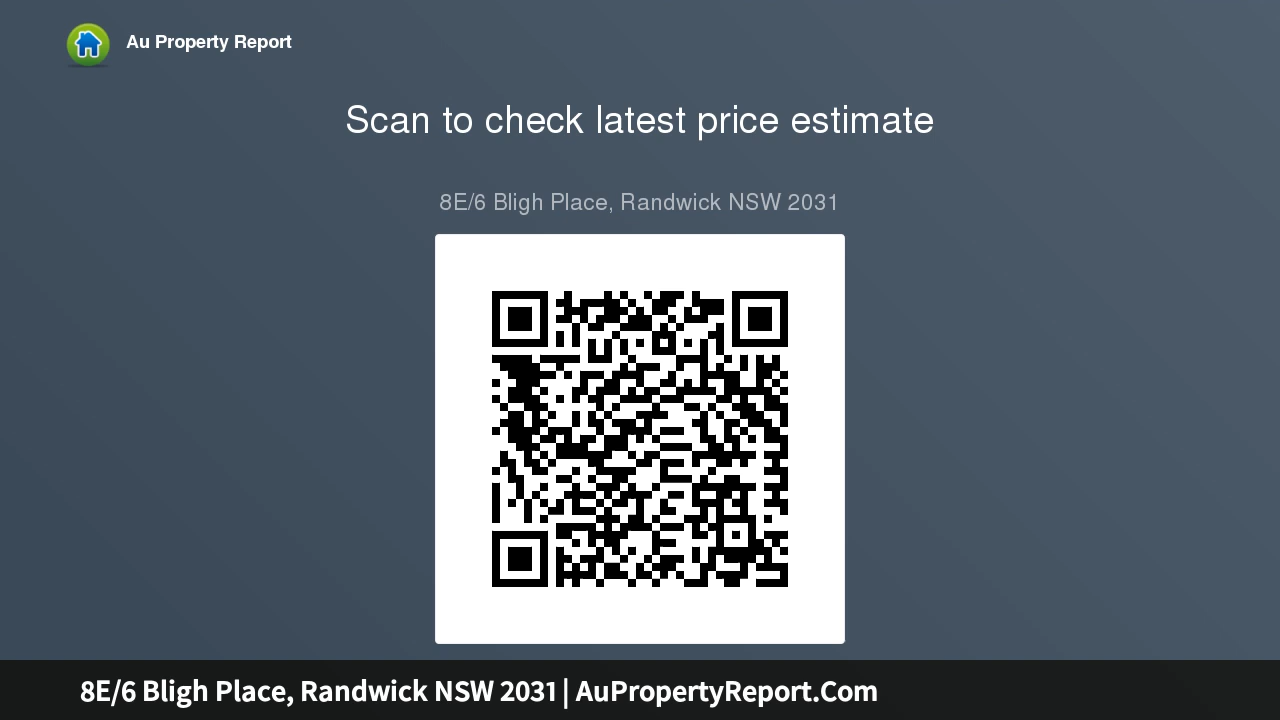 Au Property Report
Scan to check latest price estimate
8E/6 Bligh Place, Randwick NSW 2031
8E/6 Bligh Place, Randwick NSW 2031 | AuPropertyReport.Com